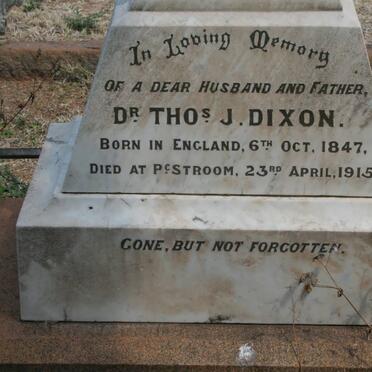 In Loving Memory
OF A DEAR HUSBAND AND FATHER,
DR THOS J. DIXON.
BORN IN ENGLAND, 6TH OCT. 1847,
DIED AT PCSTROOM, 23RD APRIL, 1915
GONE, BUT NOT FORGOTTEN.